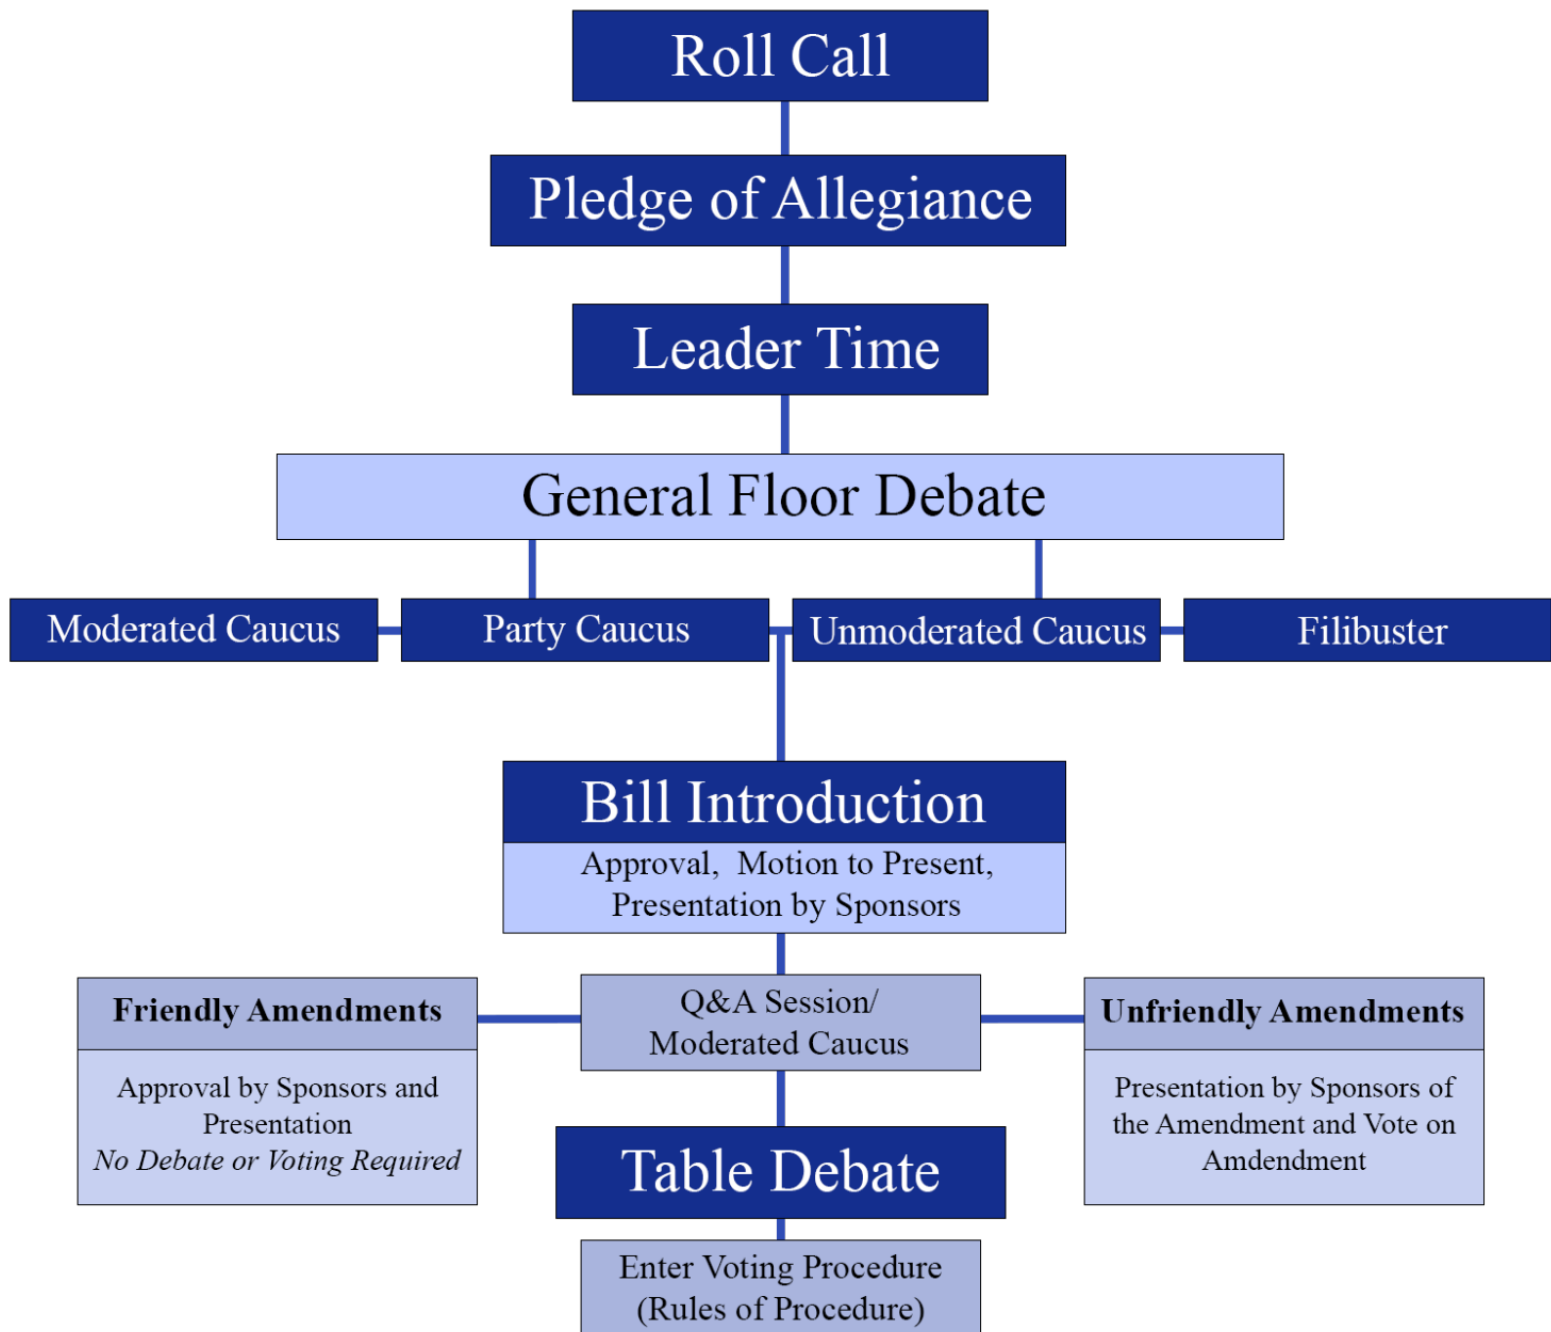 Roll Call
Pledge of Allegiance
Leader Time
General Floor Debate
Moderated Caucus
Party Caucus
Unmoderated Caucus
Filibuster
Bill Introduction
Approval,  Motion to Present,
Presentation by Sponsors
Friendly Amendments
Approval by Sponsors and
Presentation
No Debate or Voting Required
Q&A Session/
Moderated Caucus
Unfriendly Amendments
Presentation by Sponsors of
the Amendment and Vote on
Amdendment
Table Debate
Enter Voting Procedure
(Rules of Procedure)